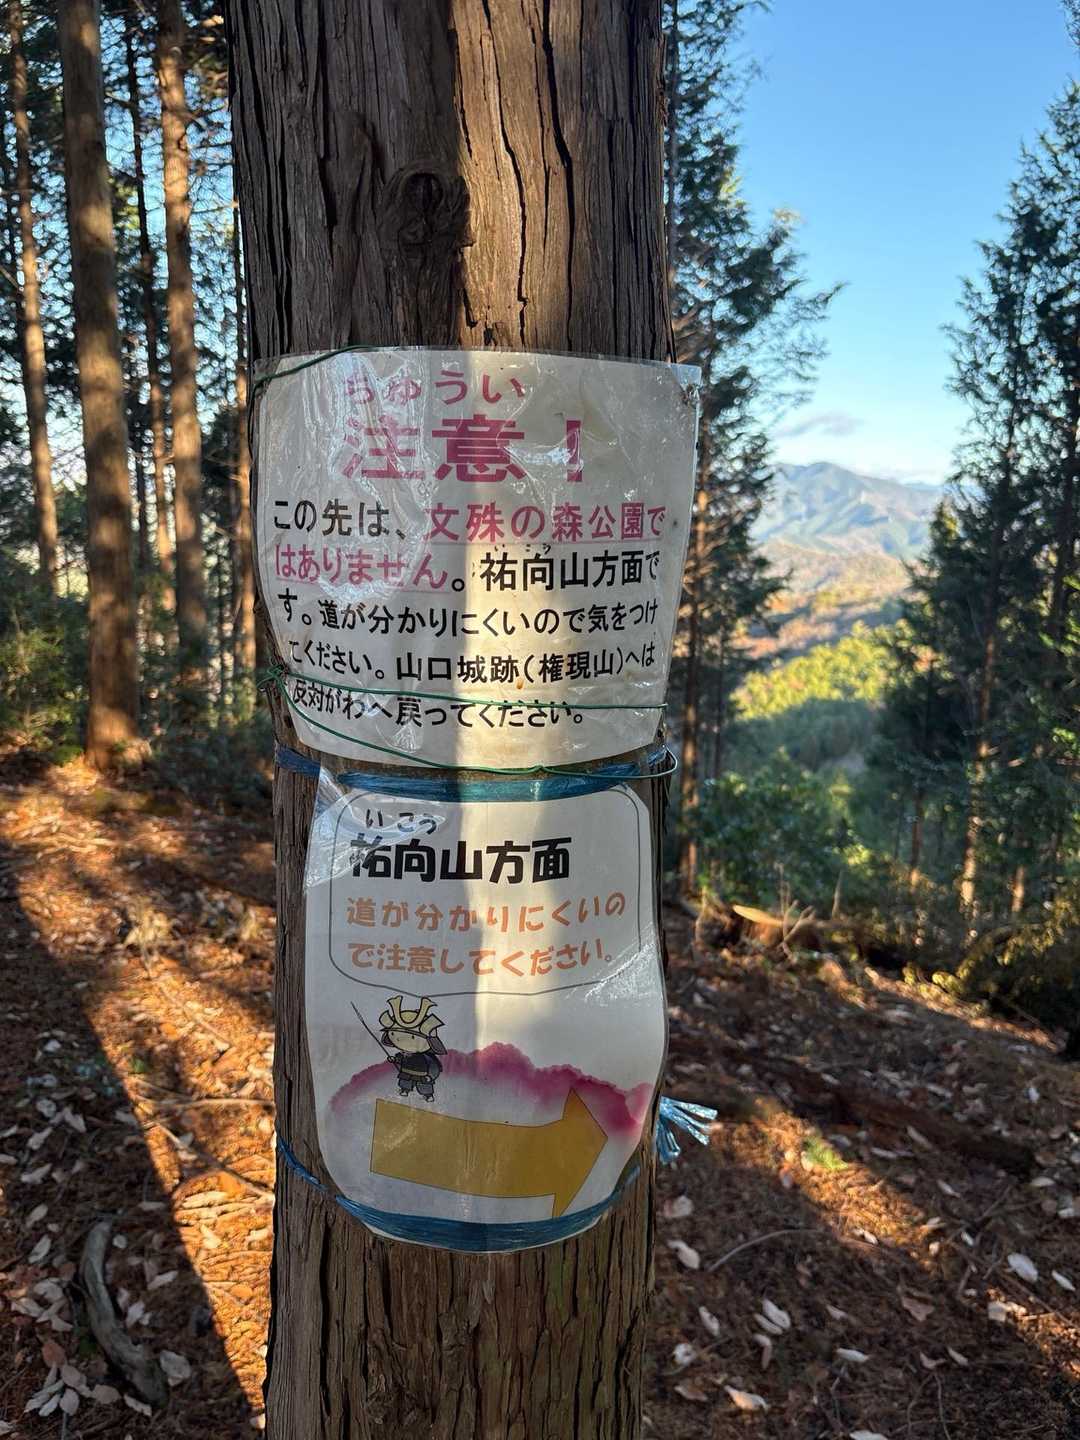 ちゅうい
注意！
この先は、文殊の森公園で
はありません。祐向山方面で
いこう
す。道が分かりにくいので気をつけ
てください。山口城跡(権現山)へは
反対がわへ戻ってください。
いこう
祐向山方面
道が分かりにくいの
で注意してください。